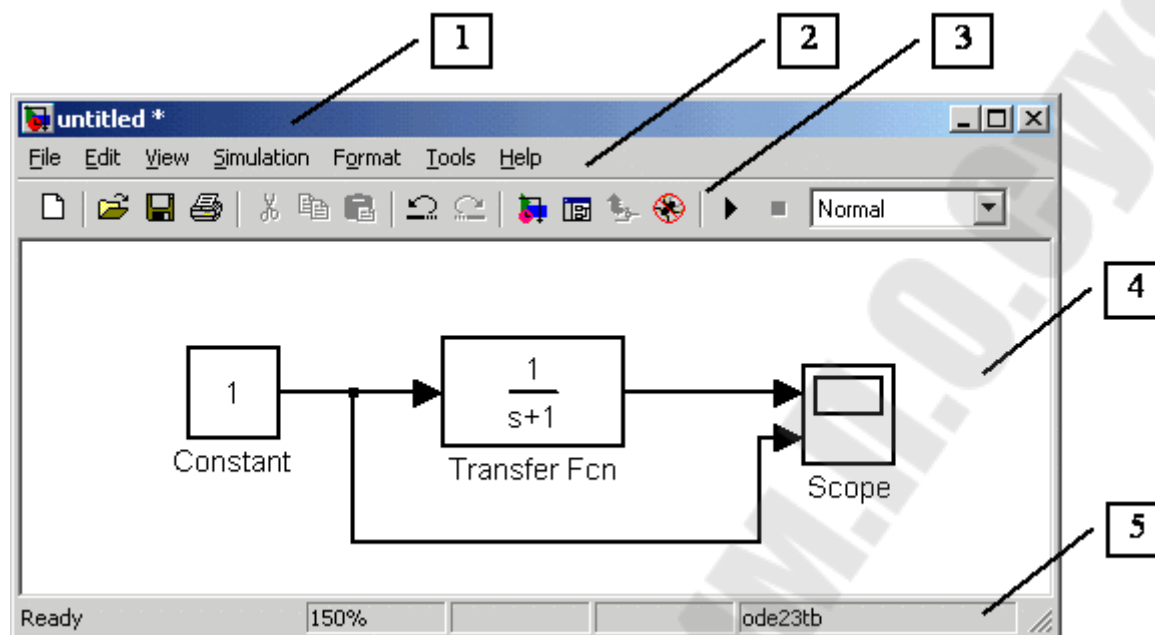 1 2 3
untitled *
File Edit View Simulation Format Tools Help
Normal
4
1
1
s+1
Constant
Transfer Fcn
Scope
5
Ready 150% ode23tb